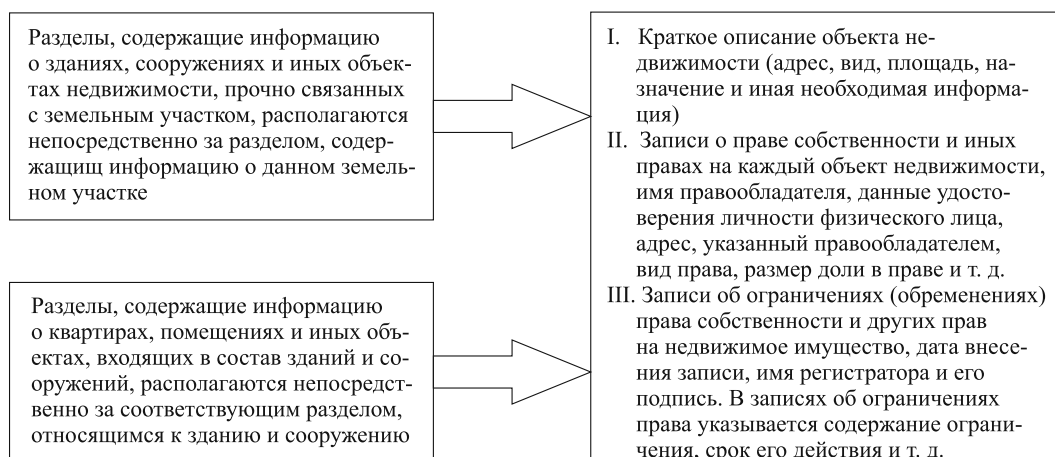 Разделы, содержащие информацию
о зданиях, сооружениях и иных объек-
тах недвижимости, прочно связанных
с земельным участком, располагаются
непосредственно за разделом, содер-
жащищ информацию о данном земель-
ном участке
Разделы, содержащие информацию
о квартирах, помещениях и иных объ-
ектах, входящих в состав зданий и со-
оружений, располагаются непосредст-
венно за соответствующим разделом,
относящимся к зданию и сооружению
I. Краткое описание объекта не-
движимости (адрес, вид, площадь, на-
значение и иная необходимая информа-
ция)
II. Записи о праве собственности и иных
правах на каждый объект недвижимости,
имя правообладателя, данные удосто-
верения личности физического лица,
адрес, указанный правообладателем,
вид права, размер доли в праве и т. д.
III. Записи об ограничениях (обременениях)
права собственности и других прав
на недвижимое имущество, дата внесе-
ния записи, имя регистратора и его
подпись. В записях об ограничениях
права указывается содержание ограни-
чения, срок его действия и т. д.